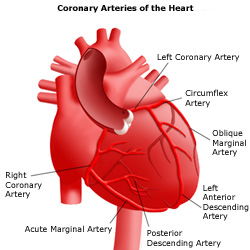 Coronary Arteries of the Heart
Left Coronary Artery
Circumflex
Artery
Oblique
Marginal
Artery
Left
Anterior
Descending
Artery
Right
Coronary
Artery
Acute Marginal Artery
Posterior
Descending Artery